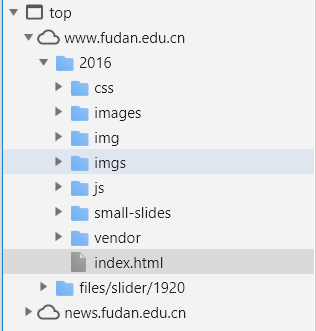 top
www.fudan.edu.cn
2016
css
images
img
imgs
js
small-slides
vendor
index.html
files/slider/1920
news.fudan.edu.cn